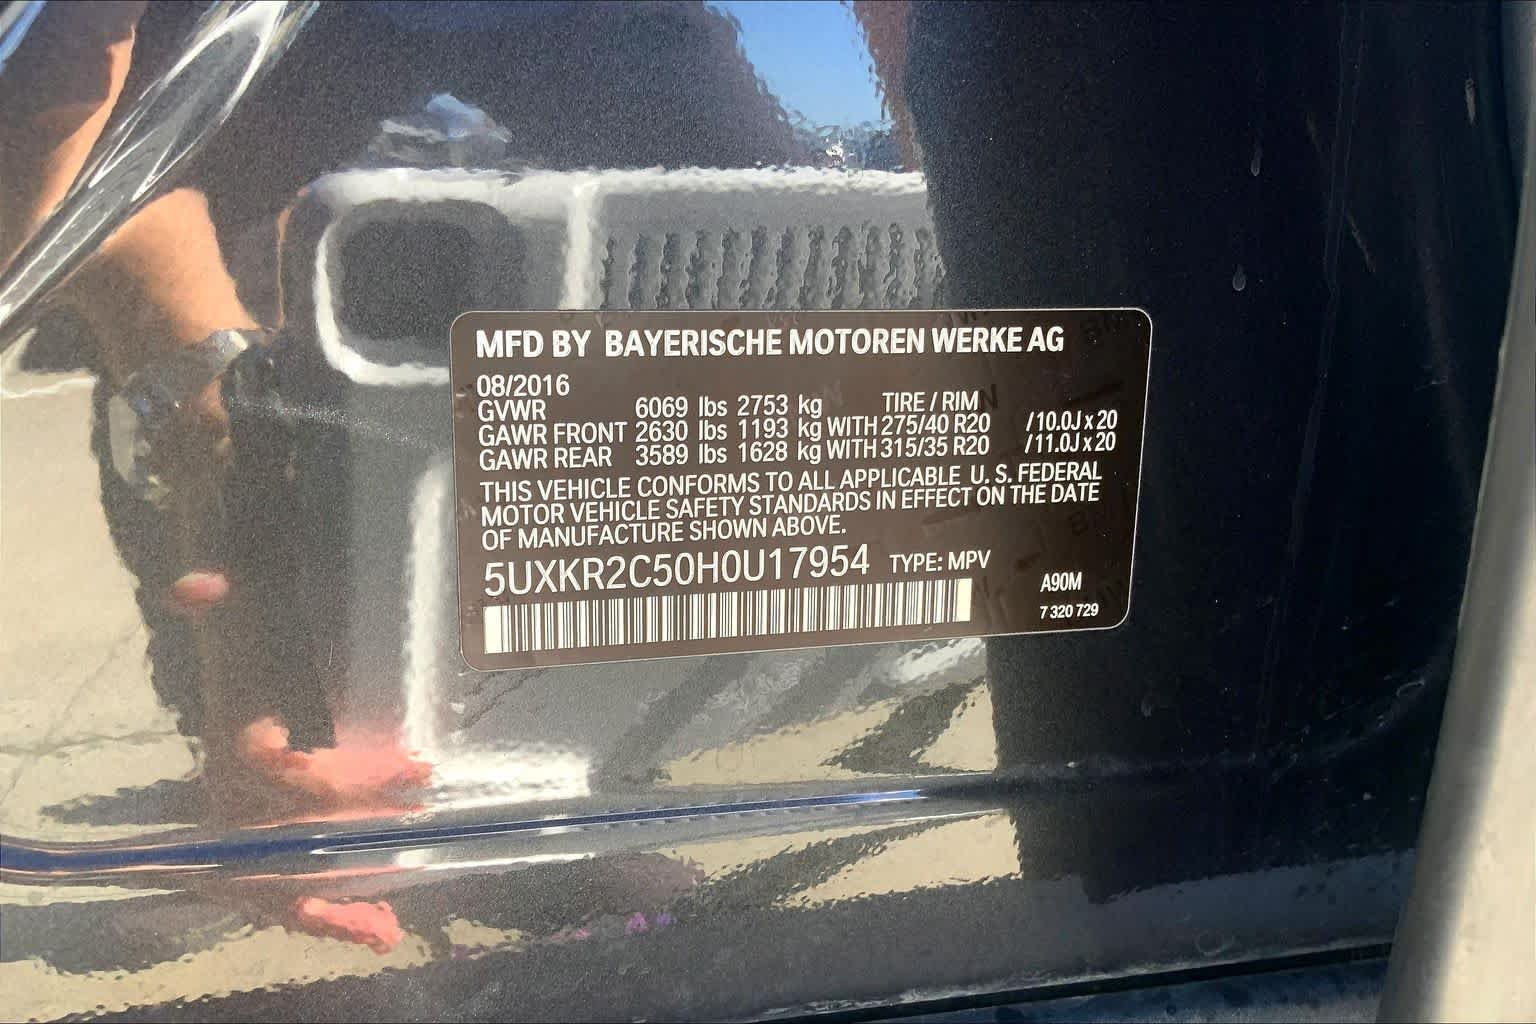 MFD BY BAYERISCHE MOTOREN WERKE AG
08/2016
GVWR 6069 lbs 2753 kg TIRE / RIM
GAWR FRONT 2630 lbs 1193 kg WITH 275/40 R20 /10.0J x 20
GAWR REAR 3589 lbs 1628 kg WITH 315/35 R20 /11.0J x 20
THIS VEHICLE CONFORMS TO ALL APPLICABLE U. S. FEDERAL
MOTOR VEHICLE SAFETY STANDARDS IN EFFECT ON THE DATE
OF MANUFACTURE SHOWN ABOVE.
5UXKR2C50H0U17954 TYPE: MPV
A90M
7 320 729